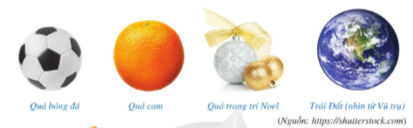 Quả bóng đá Quả cam Quả trang trí Noel Trái Đất (nhìn từ Vũ trụ)
(Nguồn: https://shutterstock.com)